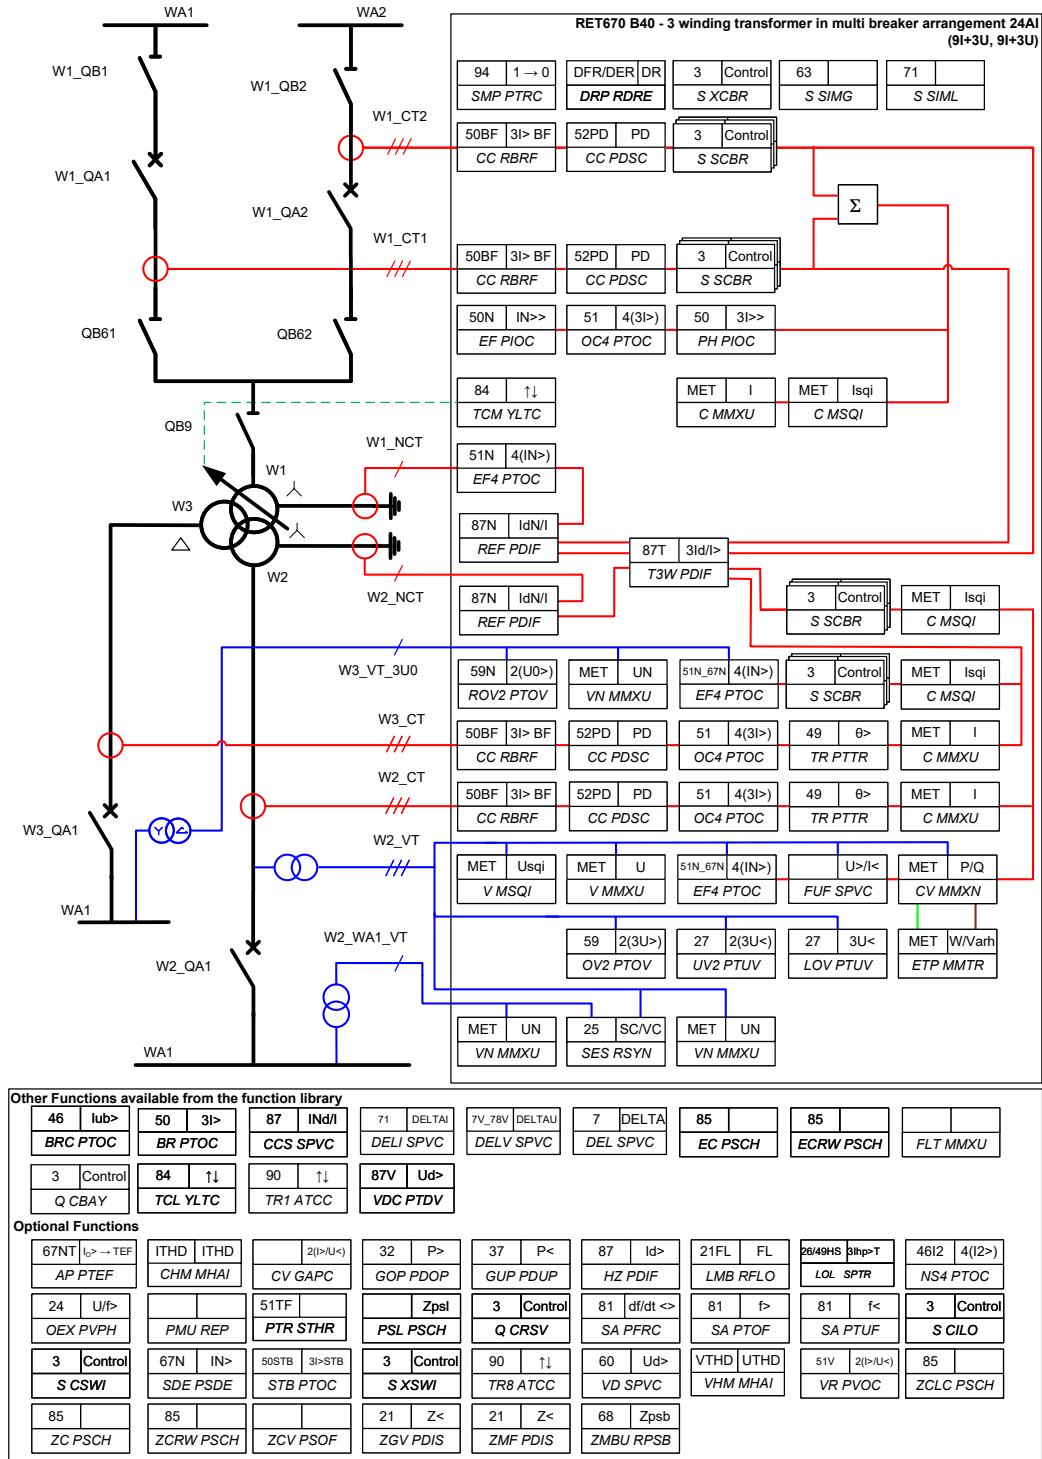 WA1
WA2
RET670 B40 - 3 winding transformer in multi breaker arrangement 24AI
(9I+3U, 9I+3U)
W1_QB1
W1_QB2
94 1 → 0
SMP PTRC
DFR/DER DR
DRP RDRE
3 Control
S XCBR
63
S SIMG
71
S SIML
W1_CT2
50BF 3I> BF
CC RBRF
52PD PD
CC PDSC
3 Control
S SCBR
W1_QA1
W1_QA2
Σ
W1_CT1
50BF 3I> BF
CC RBRF
52PD PD
CC PDSC
3 Control
S SCBR
QB61
QB62
50N IN>>
EF PIOC
51 4(3I>)
OC4 PTOC
50 3I>>
PH PIOC
84 ↑↓
TCM YLTC
MET I
C MMXU
MET Isqi
C MSQI
QB9
W1_NCT
51N 4(IN>)
EF4 PTOC
W1
W3
87N IdN/I
REF PDIF
87T 3Id/I>
T3W PDIF
W2
W2_NCT
87N IdN/I
REF PDIF
3 Control
S SCBR
MET Isqi
C MSQI
W3_VT_3U0
59N 2(U0>)
ROV2 PTOV
MET UN
VN MMXU
51N_67N 4(IN>)
EF4 PTOC
3 Control
S SCBR
MET Isqi
C MSQI
W3_CT
50BF 3I> BF
CC RBRF
52PD PD
CC PDSC
51 4(3I>)
OC4 PTOC
49 θ>
TR PTTR
MET I
C MMXU
W2_CT
50BF 3I> BF
CC RBRF
52PD PD
CC PDSC
51 4(3I>)
OC4 PTOC
49 θ>
TR PTTR
MET I
C MMXU
W3_QA1
W2_VT
MET Usqi
V MSQI
MET U
V MMXU
51N_67N 4(IN>)
EF4 PTOC
U>/I<
FUF SPVC
MET P/Q
CV MMXN
WA1
W2_QA1
W2_WA1_VT
59 2(3U>)
OV2 PTOV
27 2(3U<)
UV2 PTUV
27 3U<
LOV PTUV
MET W/Varh
ETP MMTR
MET UN
VN MMXU
25 SC/VC
SES RSYN
MET UN
VN MMXU
WA1
Other Functions available from the function library
46 Iub>
BRC PTOC
50 3I>
BR PTOC
87 INd/I
CCS SPVC
71 DELTAI
DELI SPVC
7V_78V DELTAU
DELV SPVC
7 DELTA
DEL SPVC
85
EC PSCH
85
ECRW PSCH
FLT MMXU
3 Control
Q CBAY
84 ↑↓
TCL YLTC
90 ↑↓
TR1 ATCC
87V Ud>
VDC PTDV
Optional Functions
67NT I₀> → TEF
AP PTEF
ITHD ITHD
CHM MHAI
2(I>/U<)
CV GAPC
32 P>
GOP PDOP
37 P<
GUP PDUP
87 Id>
HZ PDIF
21FL FL
LMB RFLO
26/49HS 3Ihp>T
LOL SPTR
46I2 4(I2>)
NS4 PTOC
24 U/f>
OEX PVPH
PMU REP
51TF
PTR STHR
Zpsl
PSL PSCH
3 Control
Q CRSV
81 df/dt <>
SA PFRC
81 f>
SA PTOF
81 f<
SA PTUF
3 Control
S CILO
3 Control
S CSWI
67N IN>
SDE PSDE
50STB 3I>STB
STB PTOC
3 Control
S XSWI
90 ↑↓
TR8 ATCC
60 Ud>
VD SPVC
VTHD UTHD
VHM MHAI
51V 2(I>/U<)
VR PVOC
85
ZCLC PSCH
85
ZC PSCH
85
ZCRW PSCH
ZCV PSOF
21 Z<
ZGV PDIS
21 Z<
ZMF PDIS
68 Zpsb
ZMBU RPSB